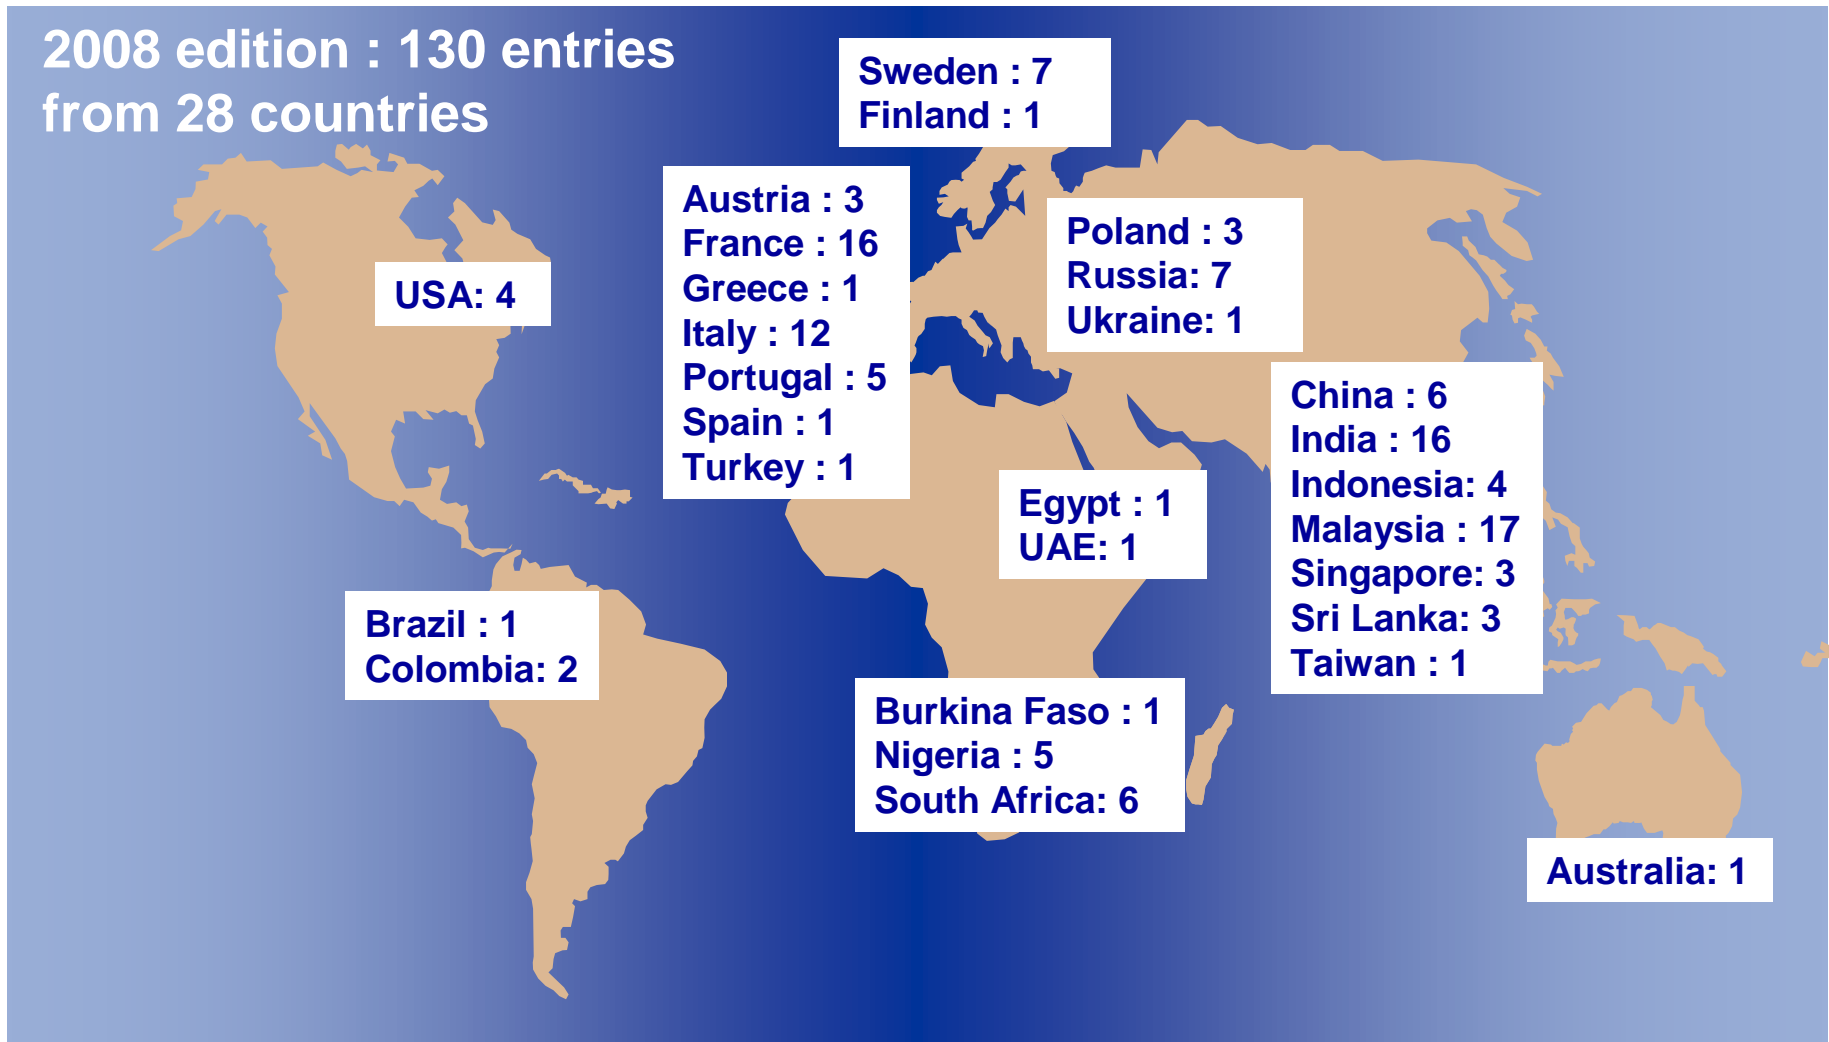 2008 edition : 130 entries
from 28 countries
Sweden : 7
Finland : 1
Austria : 3
France : 16
Greece : 1
Italy : 12
Portugal : 5
Spain : 1
Turkey : 1
Poland : 3
Russia: 7
Ukraine: 1
USA: 4
China : 6
India : 16
Indonesia: 4
Malaysia : 17
Singapore: 3
Sri Lanka: 3
Taiwan : 1
Egypt : 1
UAE: 1
Brazil : 1
Colombia: 2
Burkina Faso : 1
Nigeria : 5
South Africa: 6
Australia: 1